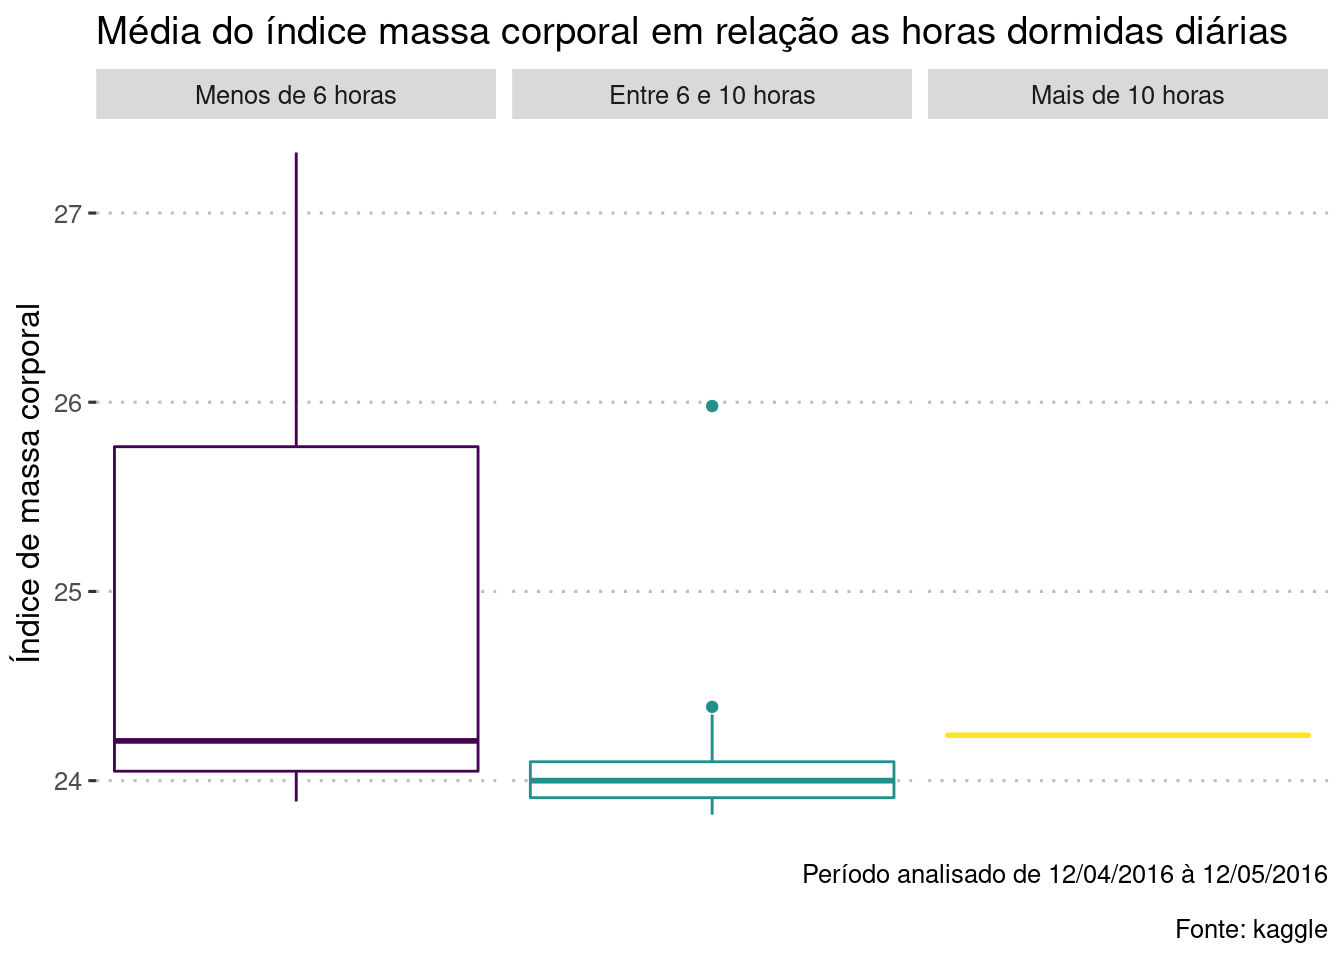 Média do índice massa corporal em relação as horas dormidas diárias
Menos de 6 horas
Entre 6 e 10 horas
Mais de 10 horas
Índice de massa corporal
27
26
25
24
Período analisado de 12/04/2016 à 12/05/2016
Fonte: kaggle